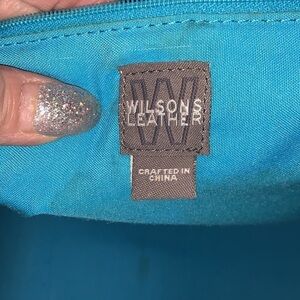 WILSONS
LEATHER
CRAFTED IN
CHINA